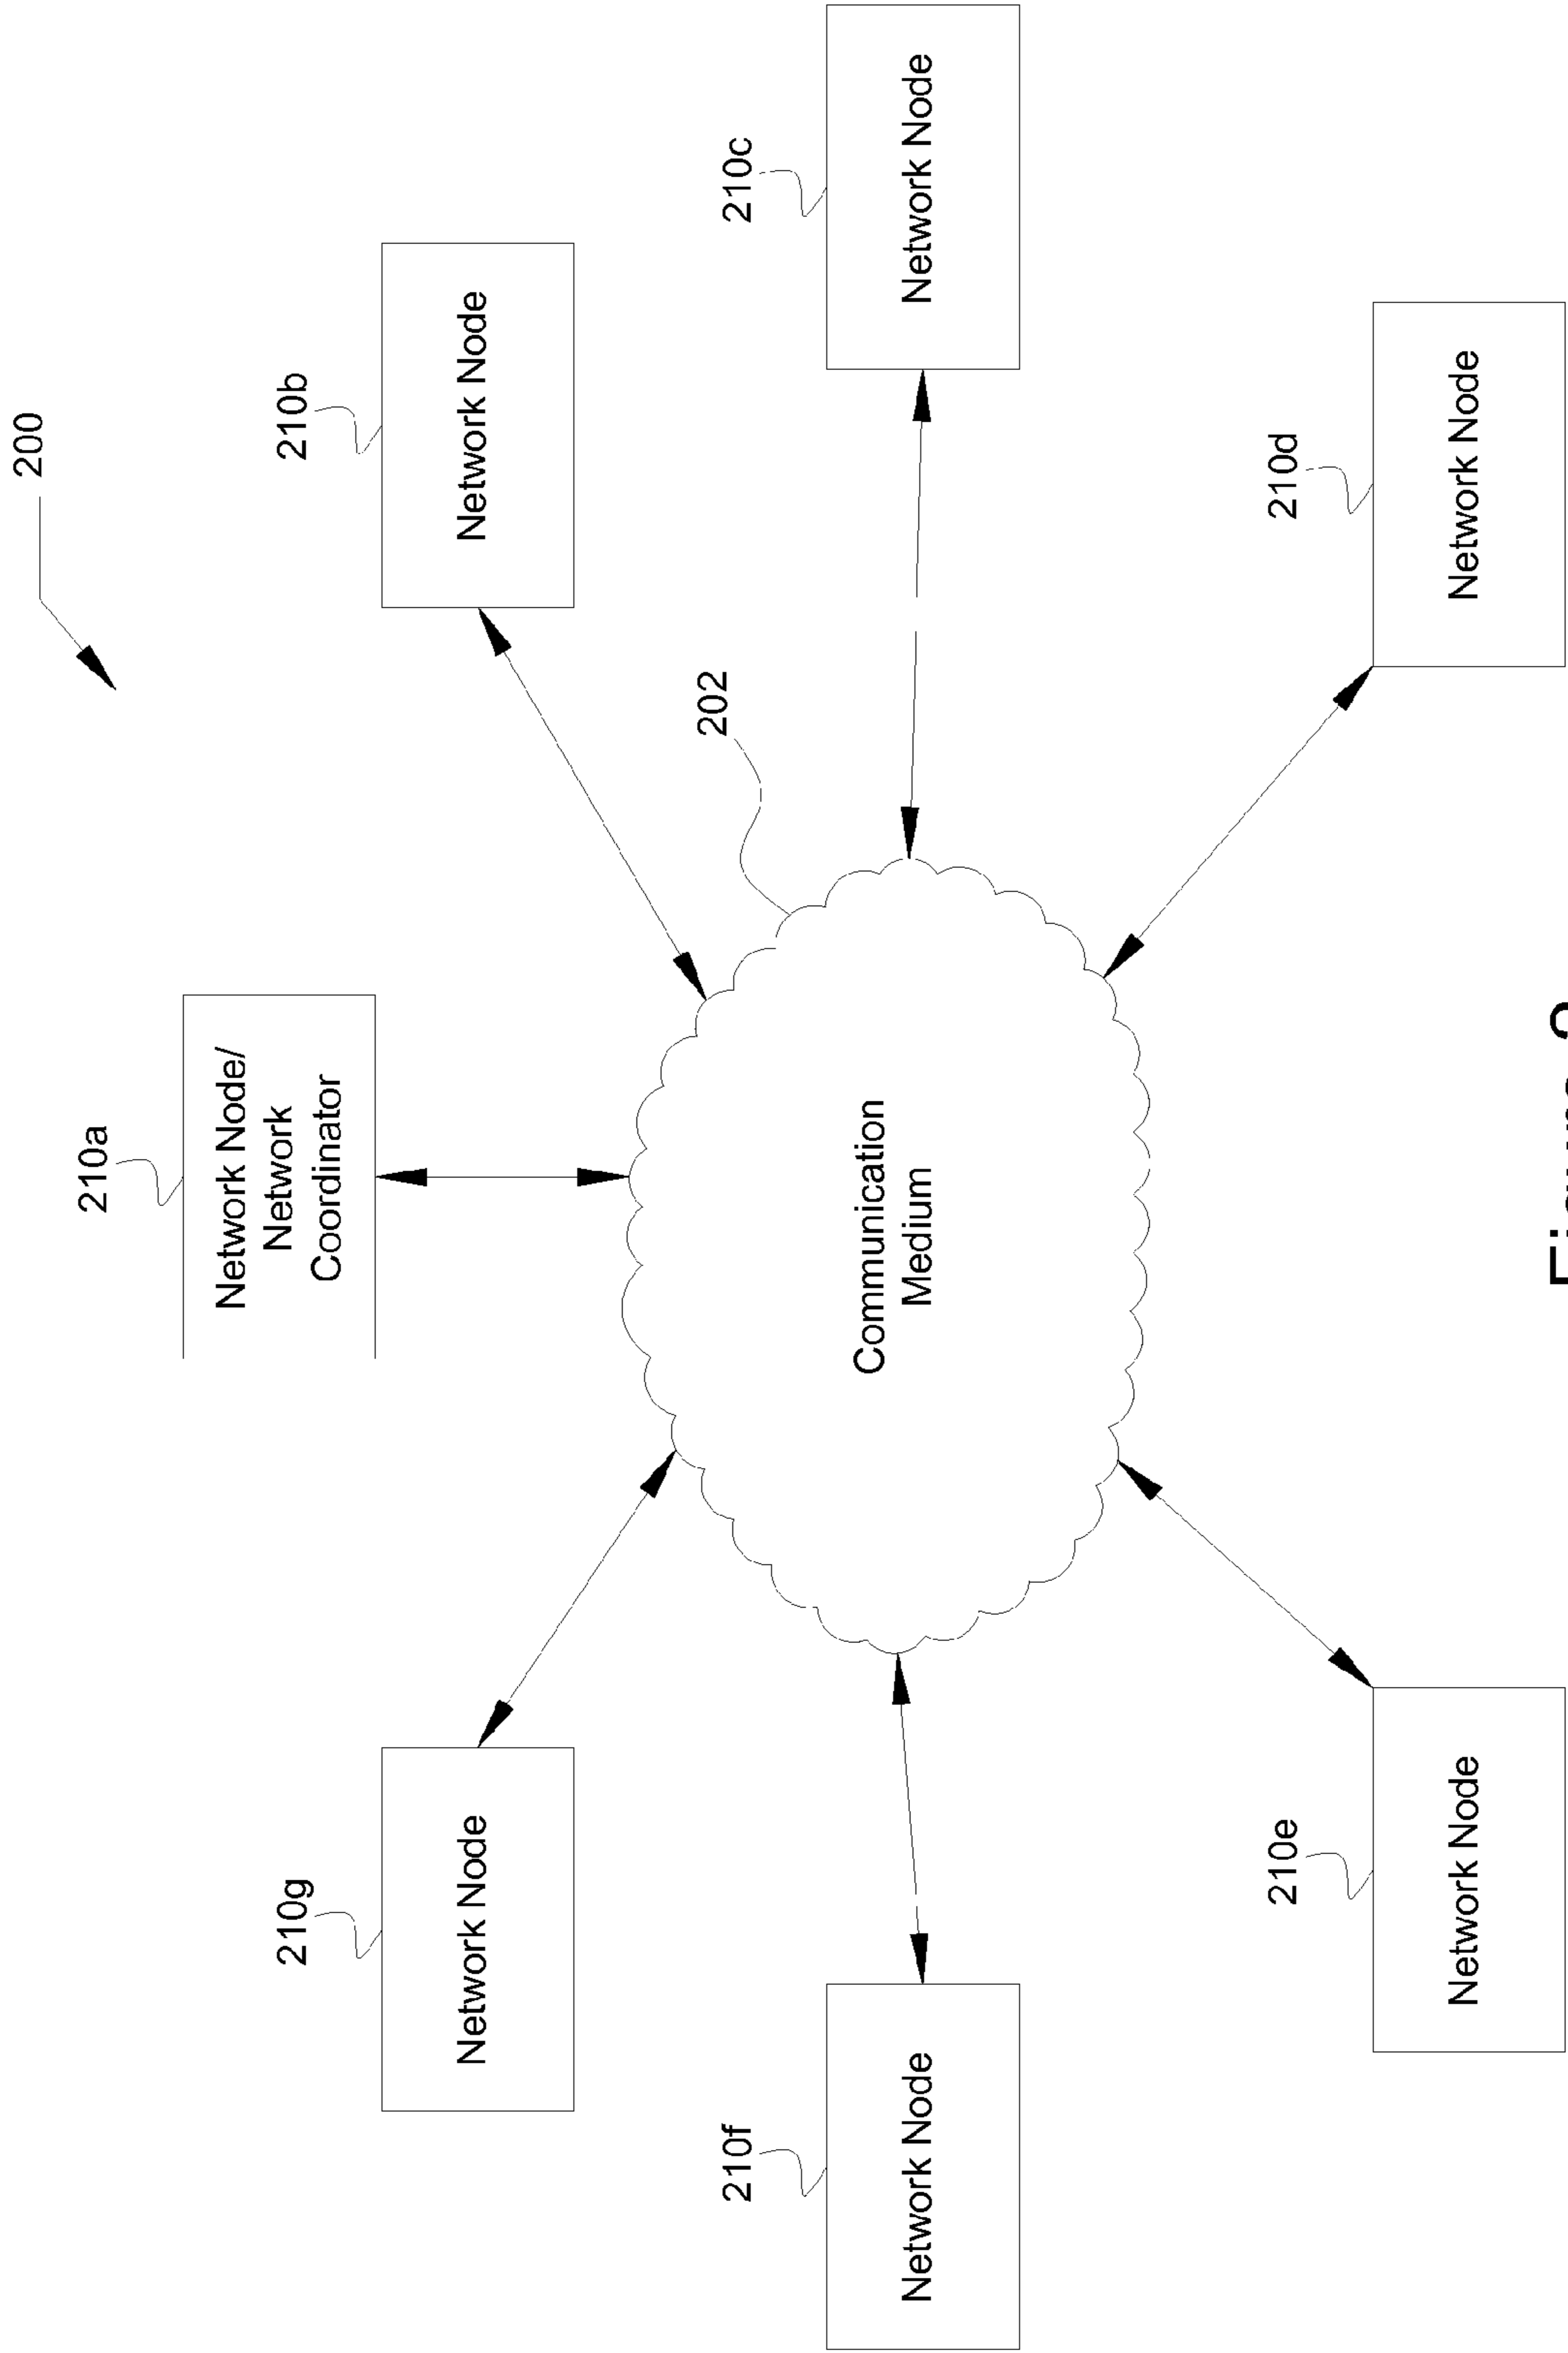 200
210a
Network Node/
Network
Coordinator
210g
Network Node
210b
Network Node
202
210f
Network Node
Communication
Medium
210c
Network Node
210e
Network Node
210d
Network Node